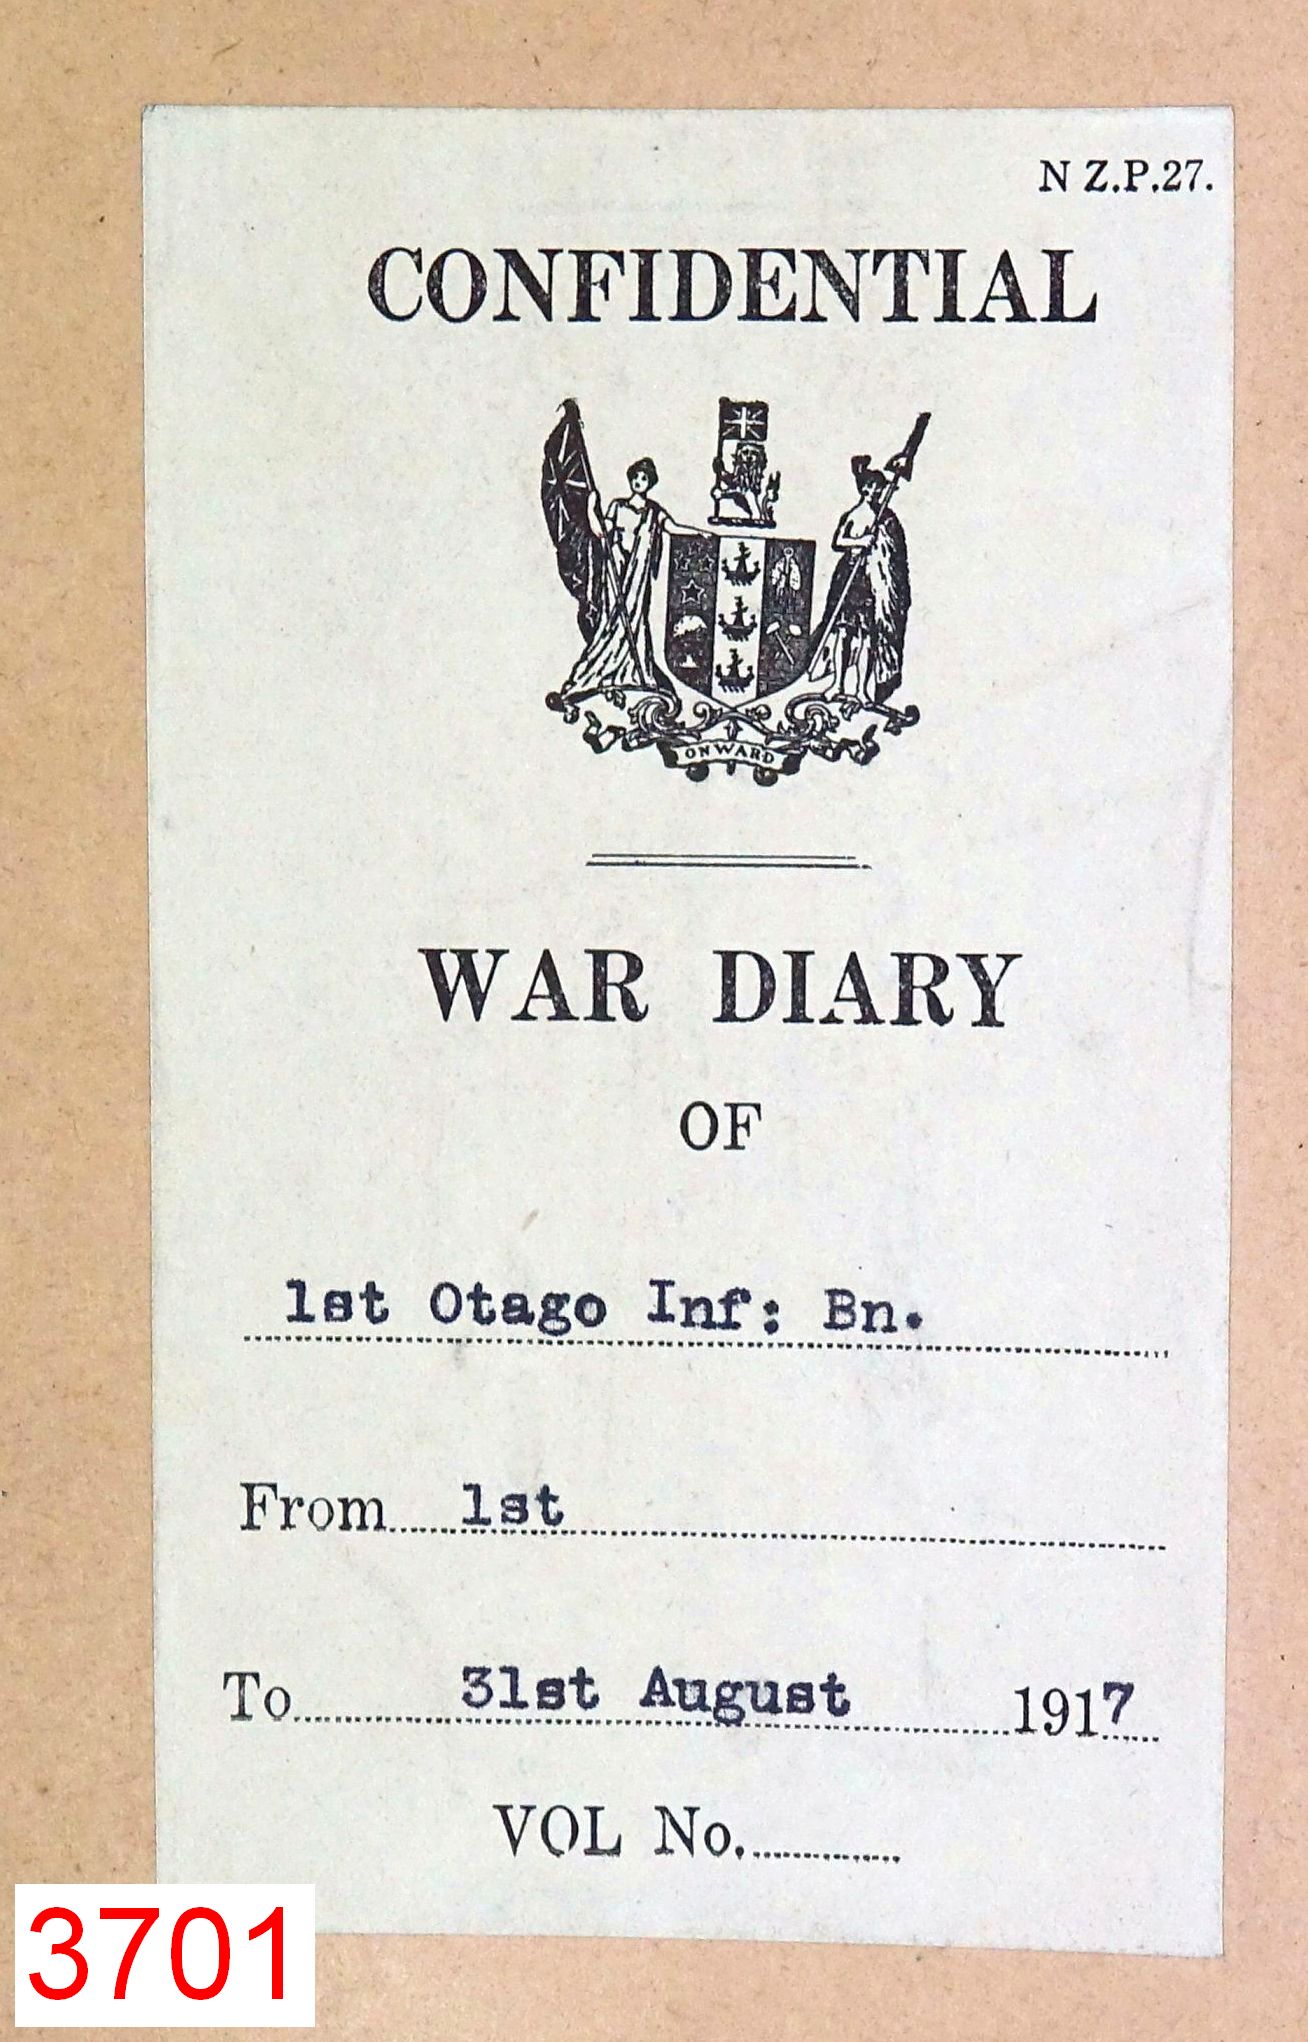 N Z.P.27.
CONFIDENTIAL
ONWARD
WAR DIARY
OF
1st Otago Inf: Bn.
From 1st
To 31st August 1917
VOL No.
3701